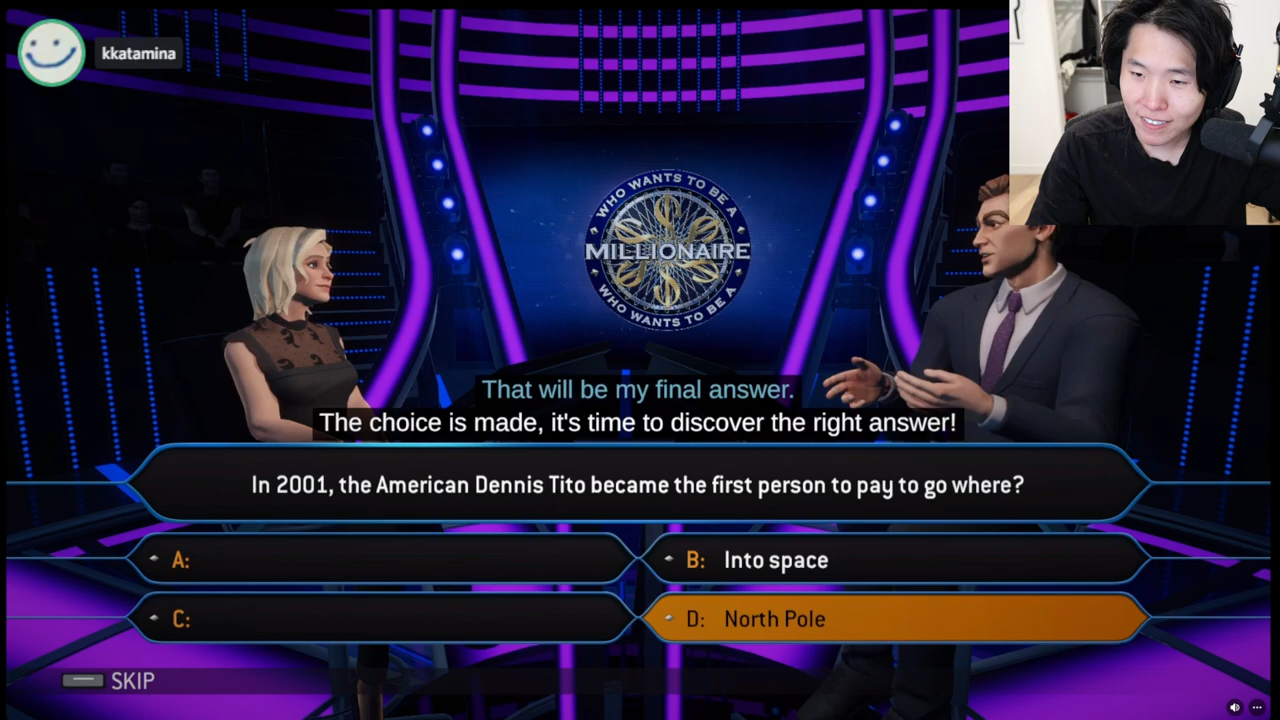 kkatamina
WHO WANTS TO BE A
MILLIONAIRE
WHO WANTS TO BE A
That will be my final answer.
The choice is made, it's time to discover the right answer!
In 2001, the American Dennis Tito became the first person to pay to go where?
A:
B: Into space
C:
D: North Pole
SKIP